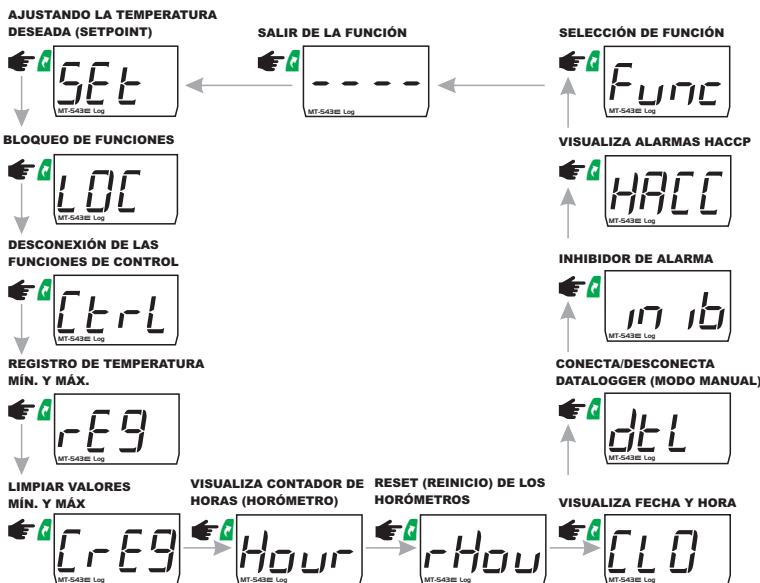 AJUSTANDO LA TEMPERATURA
DESEADA (SETPOINT)
SEt
MT-543E Log
SALIR DE LA FUNCIÓN
- - - -
MT-543E Log
SELECCIÓN DE FUNCIÓN
Func
MT-543E Log
BLOQUEO DE FUNCIONES
LOC
MT-543E Log
VISUALIZA ALARMAS HACCP
HACC
MT-543E Log
DESCONEXIÓN DE LAS
FUNCIONES DE CONTROL
CtrL
MT-543E Log
INHIBIDOR DE ALARMA
inib
MT-543E Log
REGISTRO DE TEMPERATURA
MÍN. Y MÁX.
rEg
MT-543E Log
CONECTA/DESCONECTA
DATALOGGER (MODO MANUAL)
dtL
MT-543E Log
LIMPIAR VALORES
MÍN. Y MÁX
CrEg
MT-543E Log
VISUALIZA CONTADOR DE
HORAS (HORÓMETRO)
Hour
MT-543E Log
RESET (REINICIO) DE LOS
HORÓMETROS
rHou
MT-543E Log
VISUALIZA FECHA Y HORA
CLO
MT-543E Log